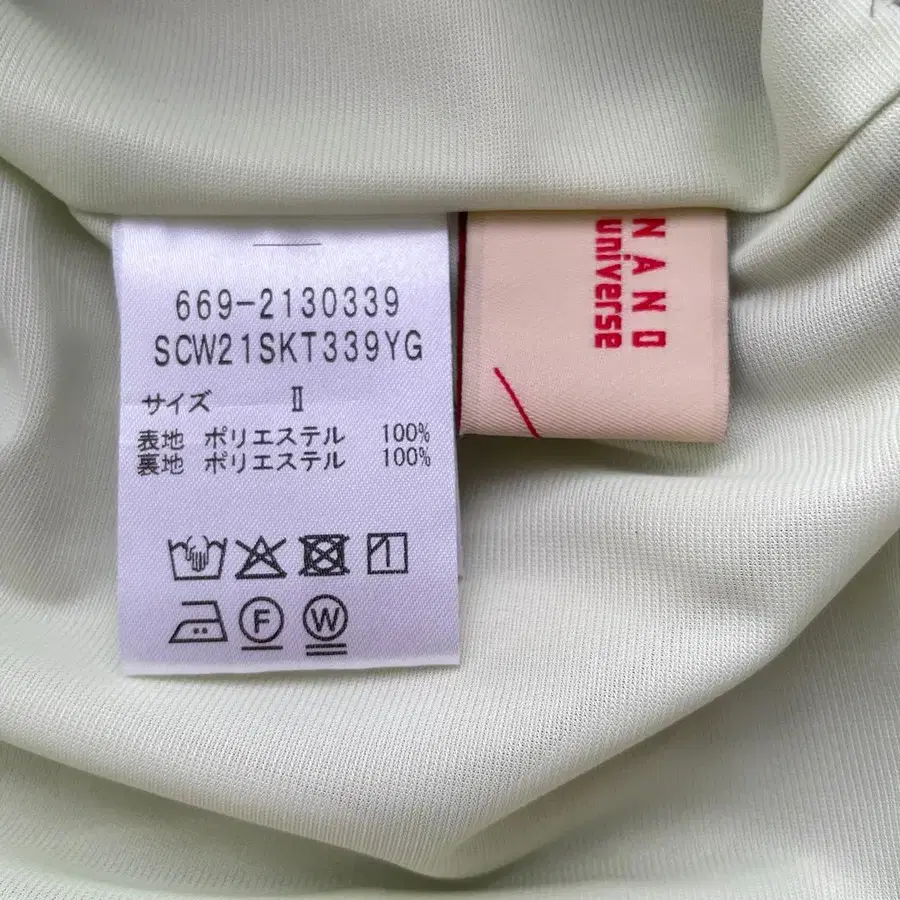 669-2130339
SCW21SKT339YG
サイズ Ⅱ
表地 ポリエステル 100%
裏地 ポリエステル 100%
F W
NANO
universe